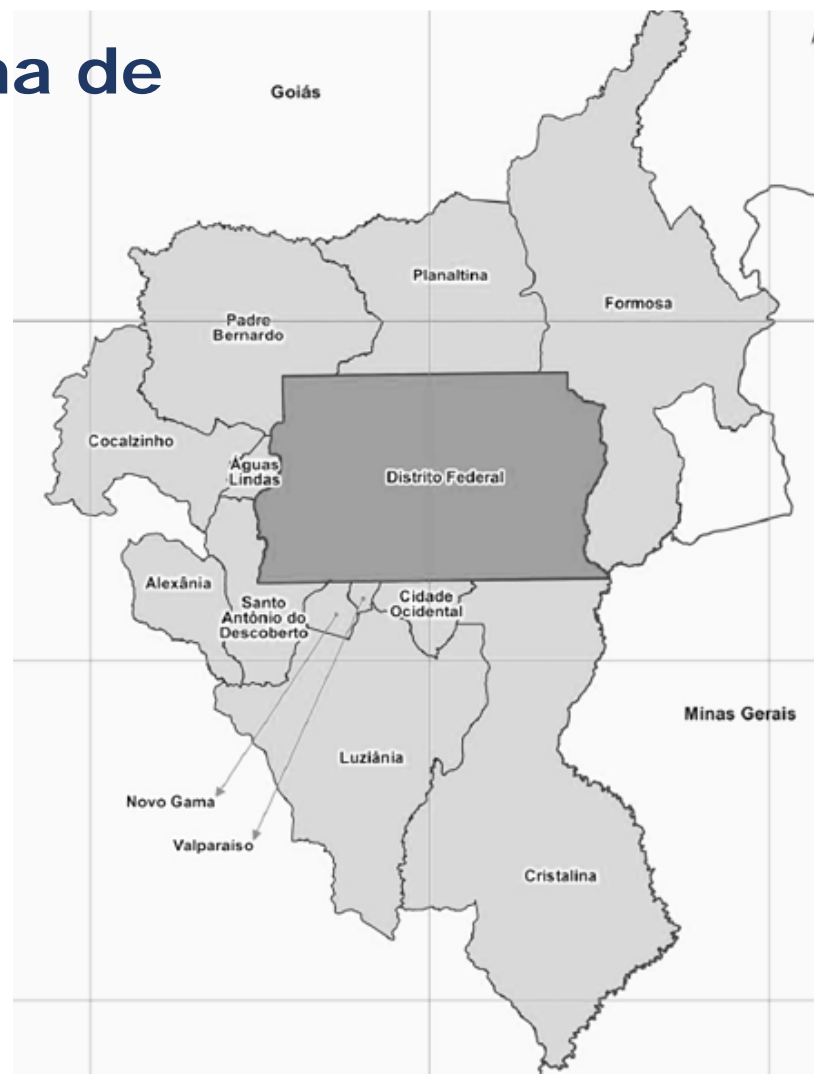 na de
Goiás
Planaltina
Formosa
Padre
Bernardo
Cocalzinho
Águas
Lindas
Distrito Federal
Alexânia
Santo
Antônio do
Descoberto
Cidade
Ocidental
Minas Gerais
Luziânia
Novo Gama
Valparaiso
Cristalina